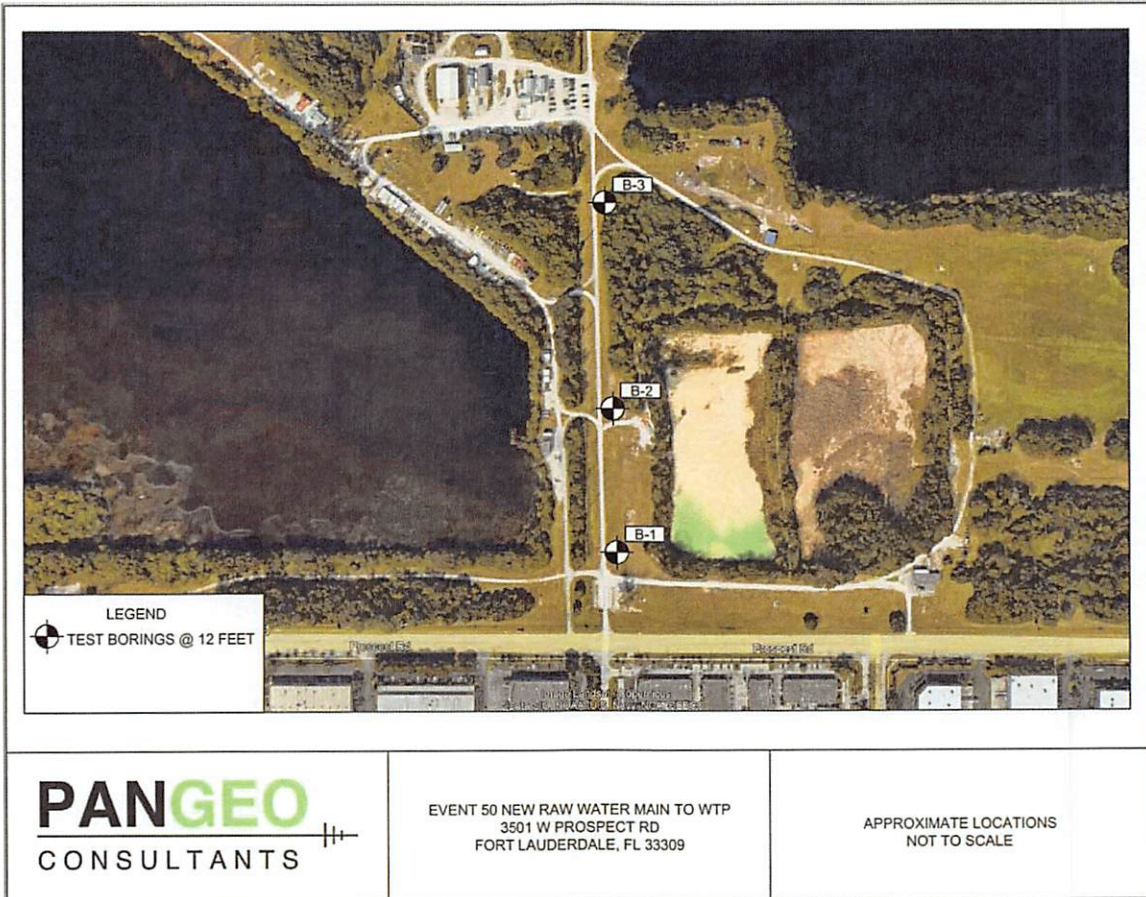 B-3
B-2
B-1
LEGEND
TEST BORINGS @ 12 FEET
Prospect Rd
Prospect Rd
PANGEO
CONSULTANTS
EVENT 50 NEW RAW WATER MAIN TO WTP
3501 W PROSPECT RD
FORT LAUDERDALE, FL 33309
APPROXIMATE LOCATIONS
NOT TO SCALE